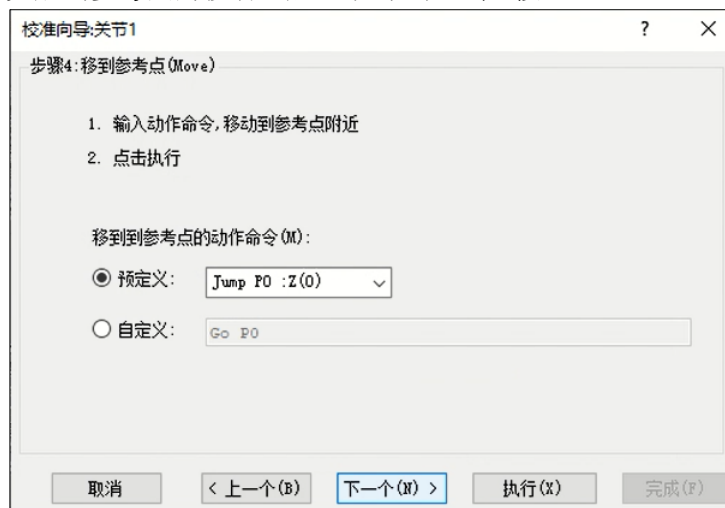 校准向导:关节1
?
步骤4:移到参考点(Move)
1. 输入动作命令,移动到参考点附近
2. 点击执行
移到到参考点的动作命令(M):
预定义: Jump P0 :Z(0)
自定义: Go P0
取消 < 上一个(B) 下一个(N) > 执行(X) 完成(F)